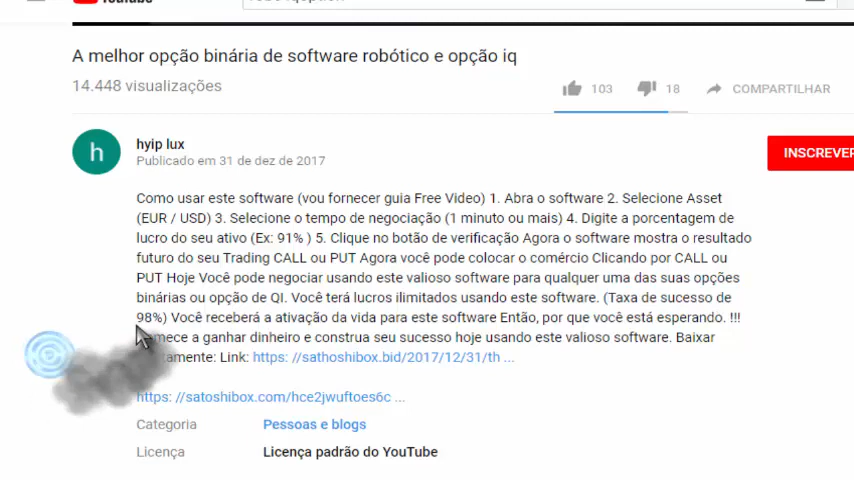 A melhor opção binária de software robótico e opção iq
14.448 visualizações
103
18
COMPARTILHAR
h
hyip lux
Publicado em 31 de dez de 2017
INSCREVER
Como usar este software (vou fornecer guia Free Video) 1. Abra o software 2. Selecione Asset
(EUR / USD) 3. Selecione o tempo de negociação (1 minuto ou mais) 4. Digite a porcentagem de
lucro do seu ativo (Ex: 91% ) 5. Clique no botão de verificação Agora o software mostra o resultado
futuro do seu Trading CALL ou PUT Agora você pode colocar o comércio Clicando por CALL ou
PUT Hoje Você pode negociar usando este valioso software para qualquer uma das suas opções
binárias ou opção de QI. Você terá lucros ilimitados usando este software. (Taxa de sucesso de
98%) Você receberá a ativação da vida para este software Então, por que você está esperando. !!!
a ganhar dinheiro e construa seu sucesso hoje usando este valioso software. Baixar
Link: https: //sathoshibox.bid/2017/12/31/th ...
https: //satoshibox.com/hce2jwuftoes6c ...
Categoria
Pessoas e blogs
Licença
Licença padrão do YouTube